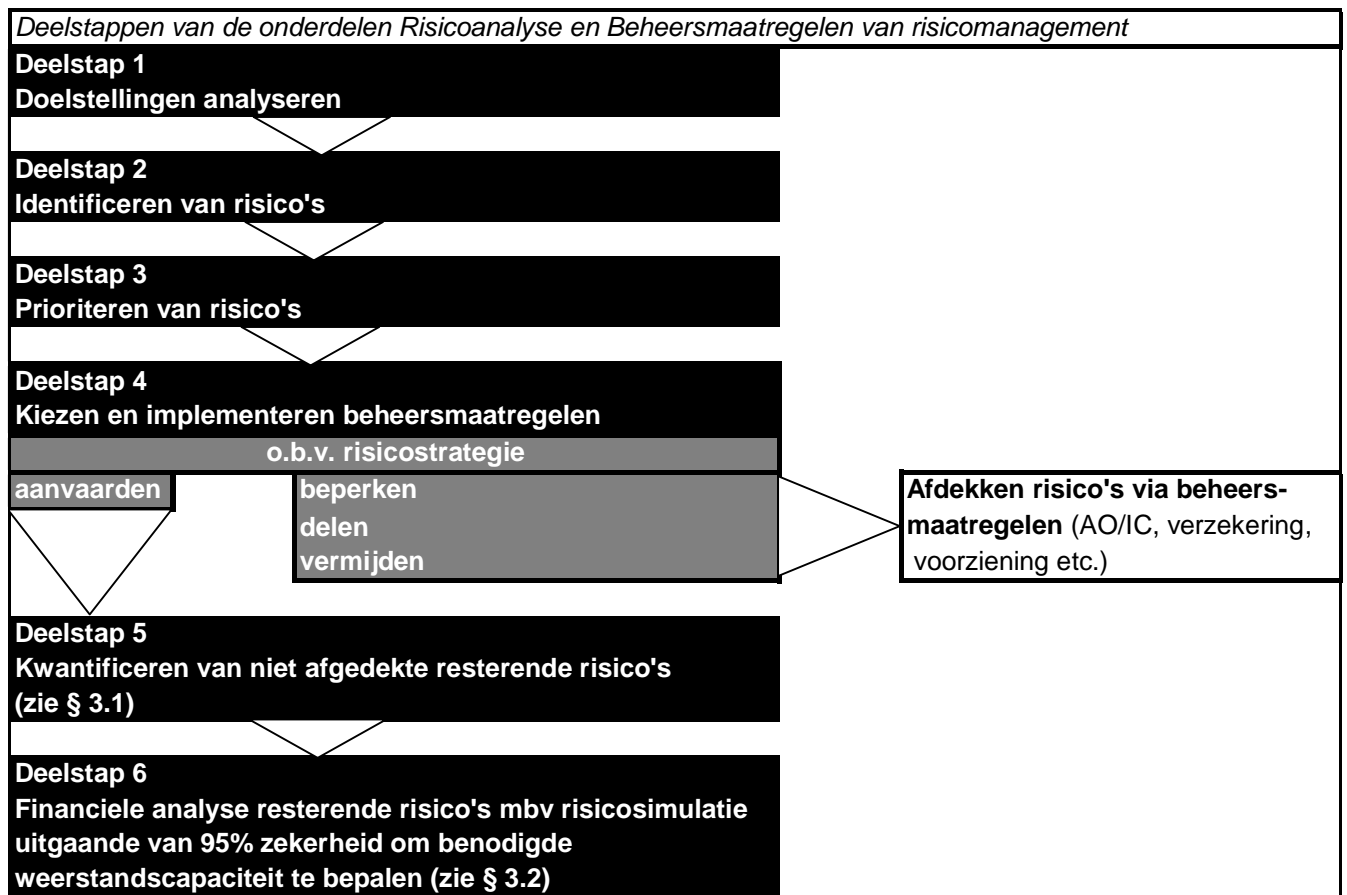 Deelstappen van de onderdelen Risicoanalyse en Beheersmaatregelen van risicomanagement
Deelstap 1
Doelstellingen analyseren
Deelstap 2
Identificeren van risico's
Deelstap 3
Prioriteren van risico's
Deelstap 4
Kiezen en implementeren beheersmaatregelen
o.b.v. risicostrategie
aanvaarden
beperken
delen
vermijden
Afdekken risico's via beheers-
maatregelen (AO/IC, verzekering,
voorziening etc.)
Deelstap 5
Kwantificeren van niet afgedekte resterende risico's
(zie § 3.1)
Deelstap 6
Financiele analyse resterende risico's mbv risicosimulatie
uitgaande van 95% zekerheid om benodigde
weerstandscapaciteit te bepalen (zie § 3.2)